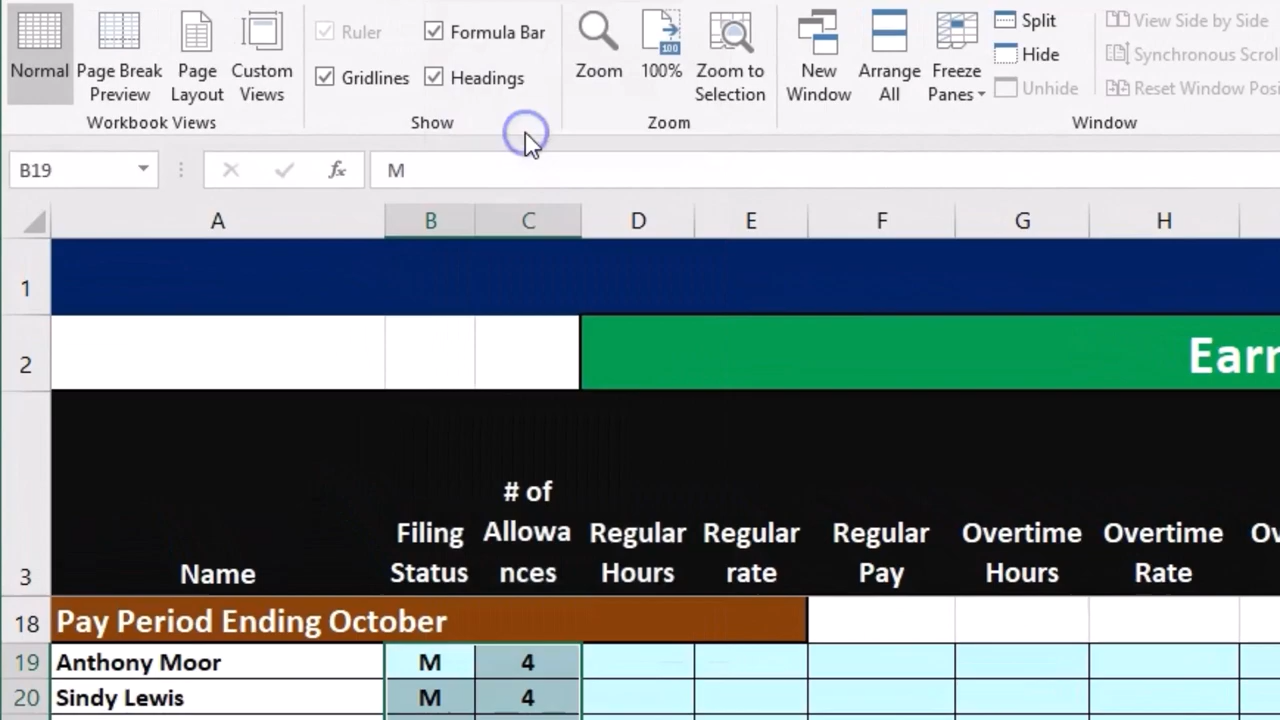 Normal
Page Break
Preview
Page
Layout
Custom
Views
Workbook Views
Ruler
Formula Bar
Gridlines
Headings
Show
Zoom
100
100%
Zoom to
Selection
Zoom
New
Window
Arrange
All
Freeze
Panes
Split
Hide
Unhide
View Side by Side
Synchronous Scrol
Reset Window Posi
Window
B19
fx
M
A B C D E F G H
1
2 Earn
3 Name
Filing
Status
# of
Allowa
nces
Regular
Hours
Regular
rate
Regular
Pay
Overtime
Hours
Overtime
Rate
Ov
18 Pay Period Ending October
19 Anthony Moor M 4
20 Sindy Lewis M 4